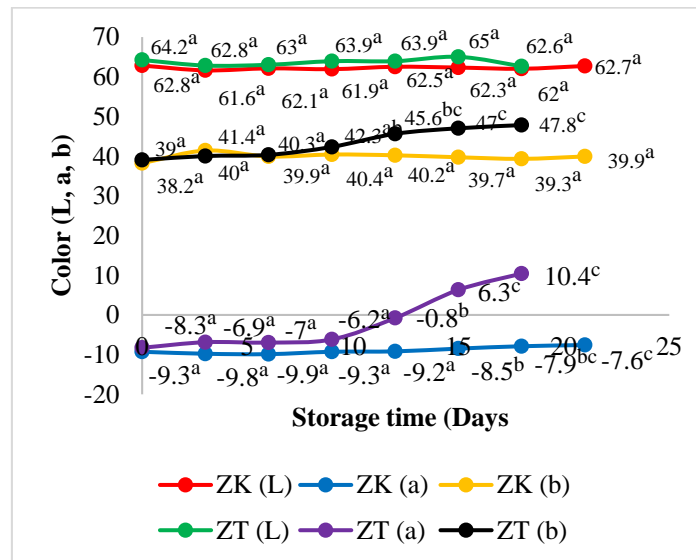 Color (L, a, b)
70
60
50
40
30
20
10
0
-10
-20
64.2ᵃ 62.8ᵃ 63ᵃ 63.9ᵃ 63.9ᵃ 65ᵃ 62.6ᵃ
62.8ᵃ 61.6ᵃ 62.1ᵃ 61.9ᵃ 62.5ᵃ 62.3ᵃ 62ᵃ 62.7ᵃ
39ᵃ 40ᵃ 40.3ᵃ 42.3ᵃᵇ 45.6ᵇᶜ 47ᶜ 47.8ᶜ
38.2ᵃ 41.4ᵃ 39.9ᵃ 40.4ᵃ 40.2ᵃ 39.7ᵃ 39.3ᵃ 39.9ᵃ
-8.3ᵃ -6.9ᵃ -7ᵃ -6.2ᵃ -0.8ᵇ 6.3ᶜ 10.4ᶜ
0 5 10 15 20 25
-9.3ᵃ -9.8ᵃ -9.9ᵃ -9.3ᵃ -9.2ᵃ -8.5ᵇ -7.9ᵇᶜ -7.6ᶜ
Storage time (Days
ZK (L) ZK (a) ZK (b)
ZT (L) ZT (a) ZT (b)